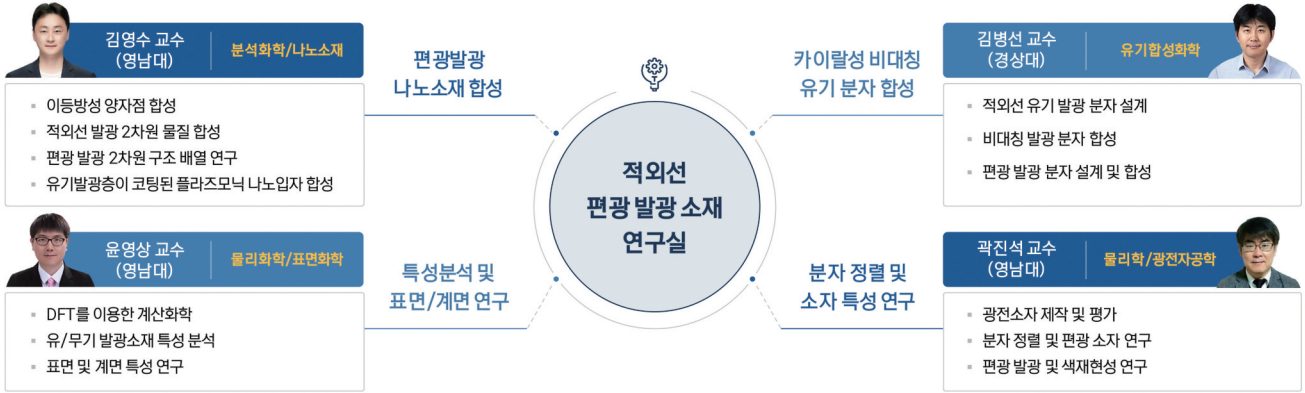 김영수 교수
(영남대)
분석화학/나노소재
이등방성 양자점 합성
적외선 발광 2차원 물질 합성
편광 발광 2차원 구조 배열 연구
유기발광층이 코팅된 플라즈모닉 나노입자 합성
편광발광
나노소재 합성
카이랄성 비대칭
유기 분자 합성
김병선 교수
(경상대)
유기합성화학
적외선 유기 발광 분자 설계
비대칭 발광 분자 합성
편광 발광 분자 설계 및 합성
적외선
편광 발광 소재
연구실
윤영상 교수
(영남대)
물리화학/표면화학
DFT를 이용한 계산화학
유/무기 발광소재 특성 분석
표면 및 계면 특성 연구
특성분석 및
표면/계면 연구
분자 정렬 및
소자 특성 연구
곽진석 교수
(영남대)
물리학/광전자공학
광전소자 제작 및 평가
분자 정렬 및 편광 소자 연구
편광 발광 및 색재현성 연구